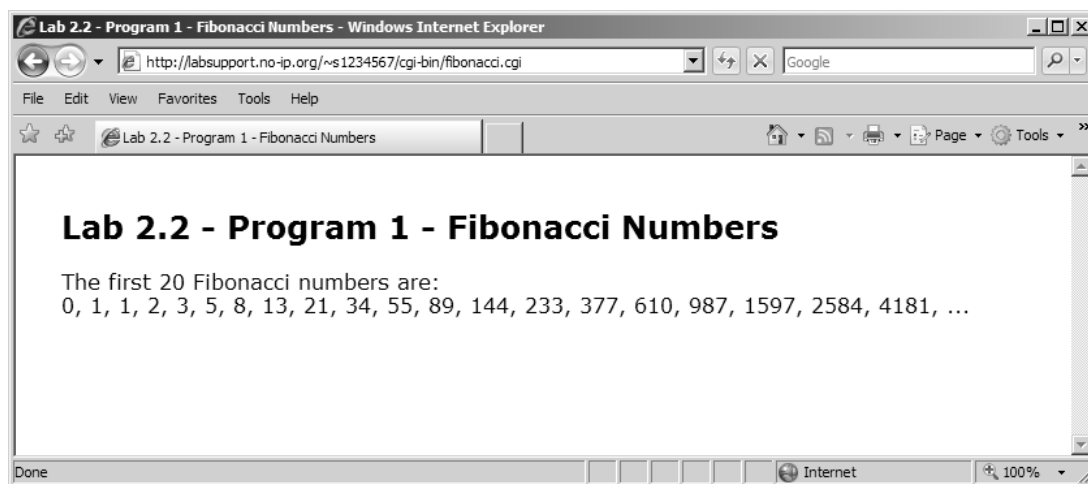 Lab 2.2 - Program 1 - Fibonacci Numbers - Windows Internet Explorer
http://labsupport.no-ip.org/~s1234567/cgi-bin/fibonacci.cgi
Google
File Edit View Favorites Tools Help
Lab 2.2 - Program 1 - Fibonacci Numbers
Page
Tools
Lab 2.2 - Program 1 - Fibonacci Numbers
The first 20 Fibonacci numbers are:
0, 1, 1, 2, 3, 5, 8, 13, 21, 34, 55, 89, 144, 233, 377, 610, 987, 1597, 2584, 4181, ...
Done
Internet
100%